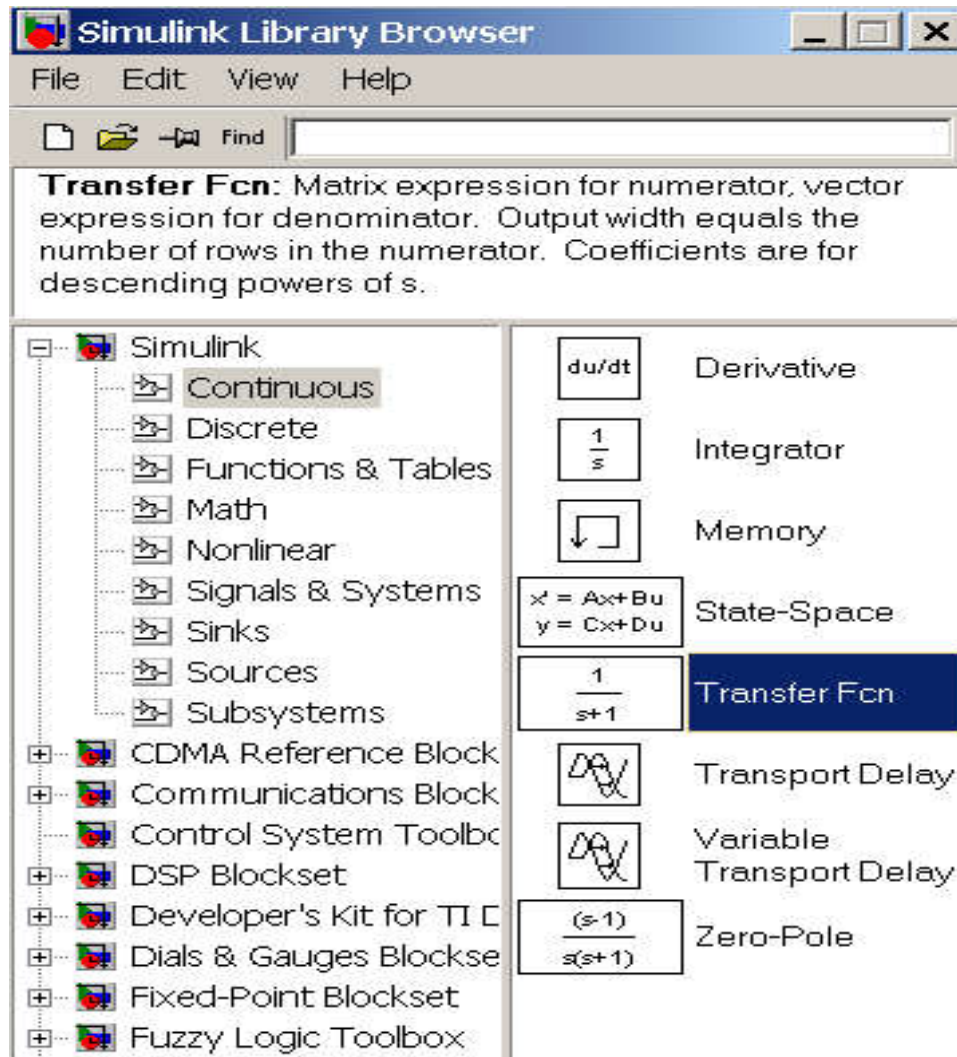 Simulink Library Browser
File Edit View Help
Find
Transfer Fcn: Matrix expression for numerator, vector
expression for denominator. Output width equals the
number of rows in the numerator. Coefficients are for
descending powers of s.
Simulink
Continuous
Discrete
Functions & Tables
Math
Nonlinear
Signals & Systems
Sinks
Sources
Subsystems
CDMA Reference Block
Communications Block
Control System Toolbo
DSP Blockset
Developer's Kit for TI D
Dials & Gauges Blockse
Fixed-Point Blockset
Fuzzy Logic Toolbox
du/dt Derivative
1
s
Integrator
Memory
x' = Ax+Bu
y = Cx+Du
State-Space
1
s+1
Transfer Fcn
Transport Delay
Variable
Transport Delay
(s-1)
s(s+1)
Zero-Pole